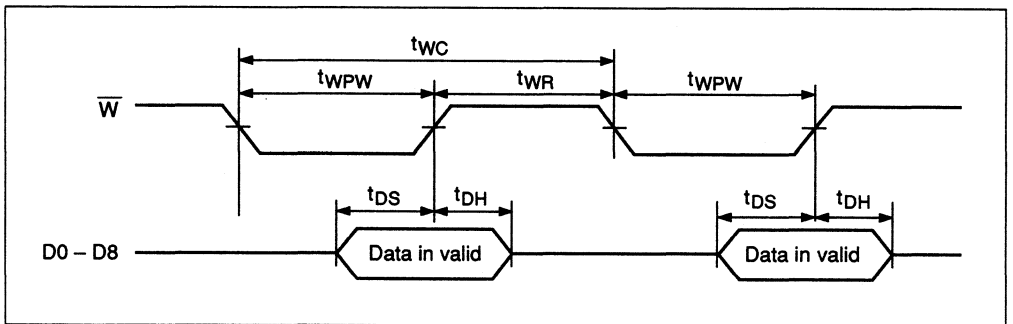 tWC
tWPW tWR tWPW
W̅
tDS tDH tDS tDH
D0 – D8 Data in valid Data in valid